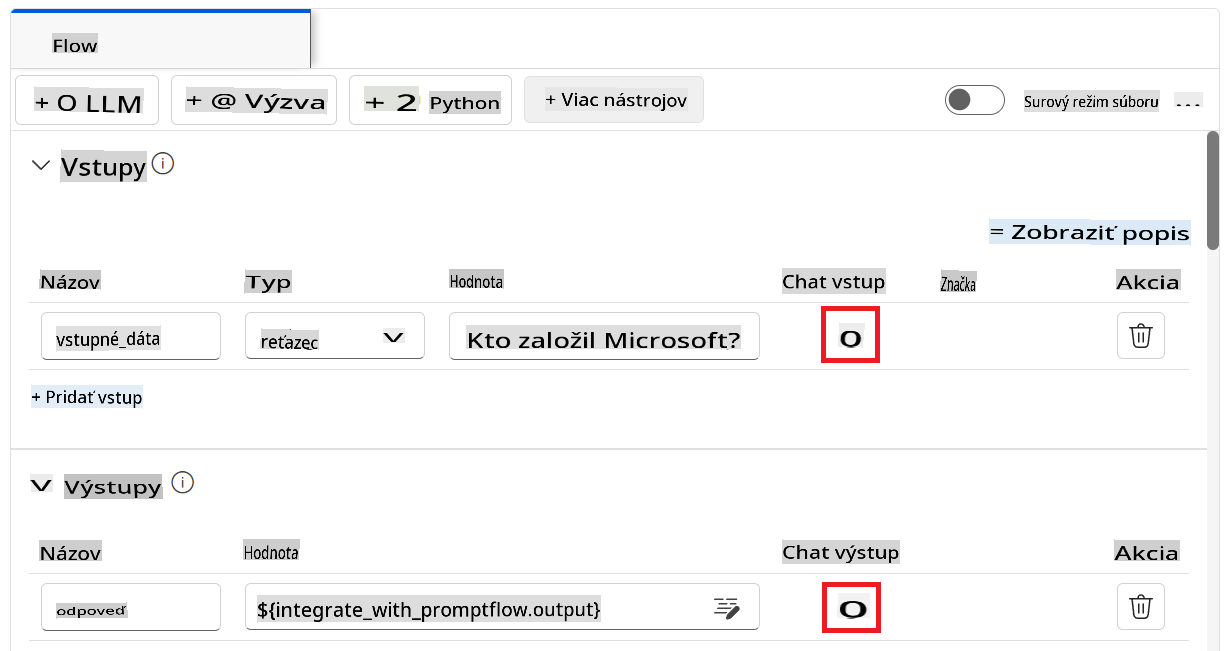 Flow
+ O LLM + @ Výzva + 2 Python + Viac nástrojov Surový režim súboru ...
Vstupy
= Zobraziť popis
Názov Typ Hodnota Chat vstup Značka Akcia
vstupné_dáta reťazec Kto založil Microsoft? O
+ Pridať vstup
Výstupy
Názov Hodnota Chat výstup Akcia
odpoveď ${integrate_with_promptflow.output} O